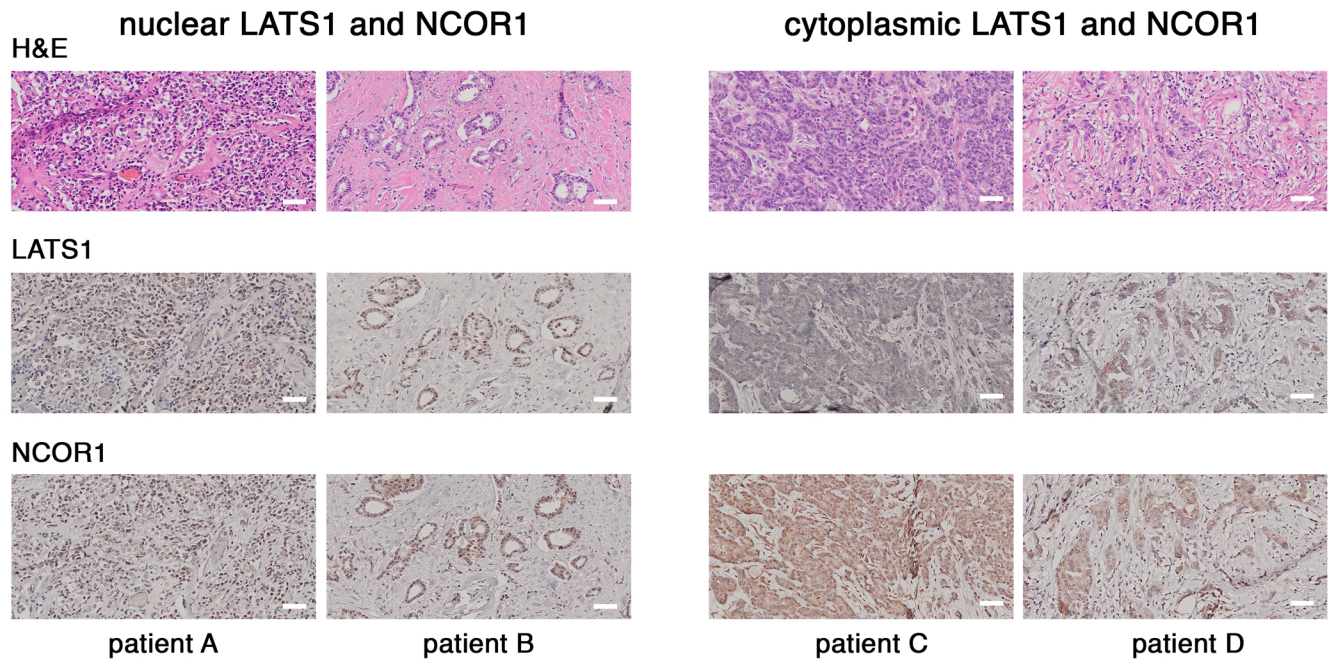 nuclear LATS1 and NCOR1
cytoplasmic LATS1 and NCOR1
H&E
LATS1
NCOR1
patient A
patient B
patient C
patient D